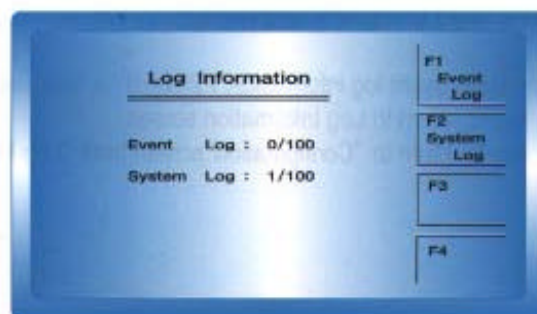 Log Information
Event Log : 0/100
System Log : 1/100
F1
Event
Log
F2
System
Log
F3
F4